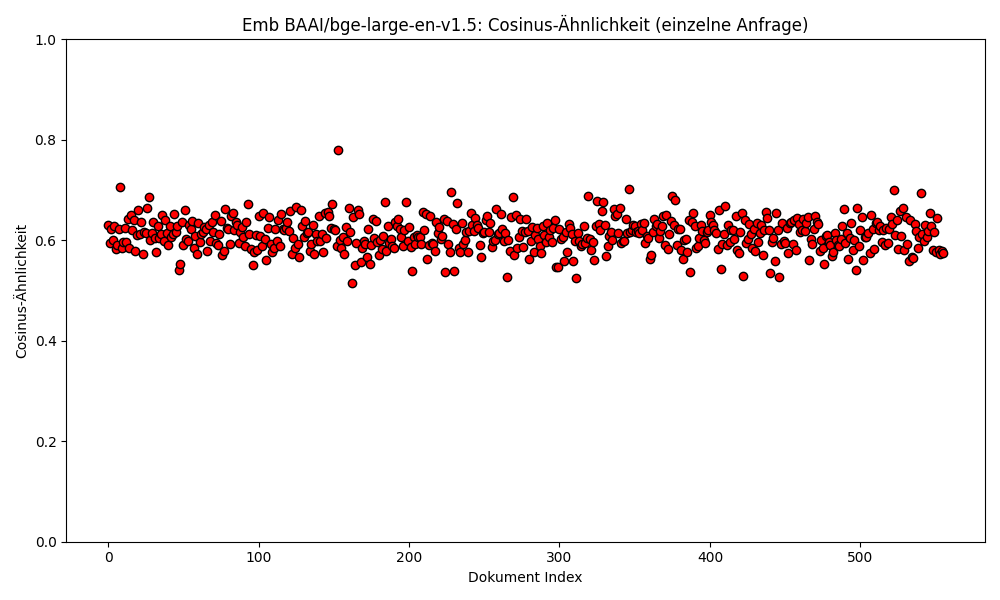 Emb BAAI/bge-large-en-v1.5: Cosinus-Ähnlichkeit (einzelne Anfrage)
1.0
0.8
0.6
0.4
0.2
0.0
Cosinus-Ähnlichkeit
0 100 200 300 400 500
Dokument Index